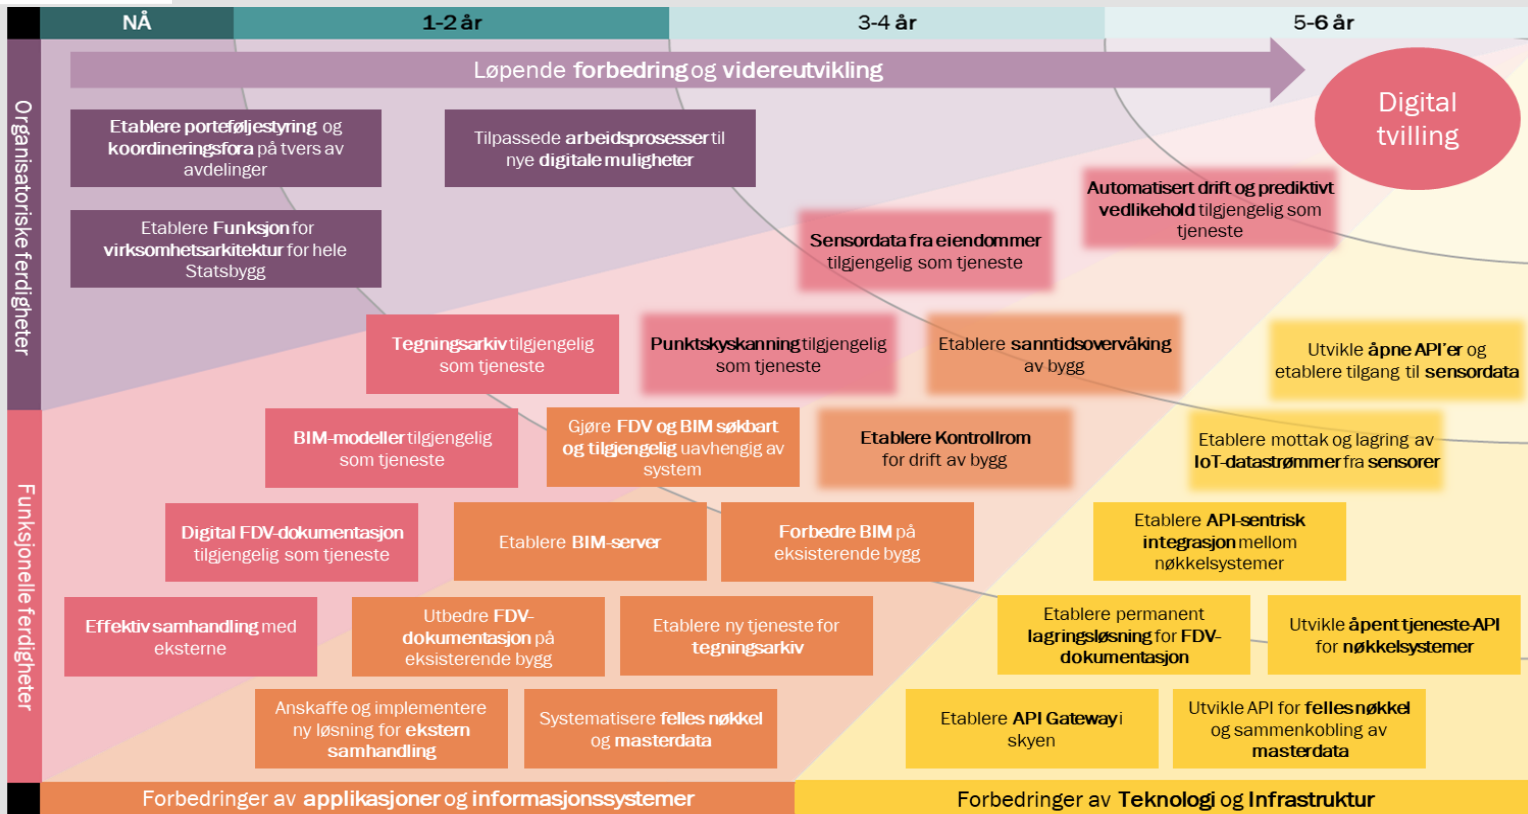 NÅ
1-2 år
3-4 år
5-6 år
Løpende forbedring og videreutvikling
Digital
tvilling
Organisatoriske ferdigheter
Etablere porteføljestyring og
koordineringsfora på tvers av
avdelinger
Tilpassede arbeidsprosesser til
nye digitale muligheter
Etablere Funksjon for
virksomhetsarkitektur for hele
Statsbygg
Automatisert drift og prediktivt
vedlikehold tilgjengelig som
tjeneste
Sensordata fra eiendommer
tilgjengelig som tjeneste
Tegningsarkiv tilgjengelig
som tjeneste
Punktskyskanning tilgjengelig
som tjeneste
Etablere sanntidsovervåking
av bygg
Utvikle åpne API'er og
etablere tilgang til sensordata
Funksjonelle ferdigheter
BIM-modeller tilgjengelig
som tjeneste
Gjøre FDV og BIM søkbart
og tilgjengelig uavhengig av
system
Etablere Kontrollrom
for drift av bygg
Etablere mottak og lagring av
IoT-datastrømmer fra sensorer
Digital FDV-dokumentasjon
tilgjengelig som tjeneste
Etablere BIM-server
Forbedre BIM på
eksisterende bygg
Etablere API-sentrisk
integrasjon mellom
nøkkelsystemer
Effektiv samhandling med
eksterne
Utbedre FDV-
dokumentasjon på
eksisterende bygg
Etablere ny tjeneste for
tegningsarkiv
Etablere permanent
lagringsløsning for FDV-
dokumentasjon
Utvikle åpent tjeneste-API
for nøkkelsystemer
Anskaffe og implementere
ny løsning for ekstern
samhandling
Systematisere felles nøkkel
og masterdata
Etablere API Gateway i
skyen
Utvikle API for felles nøkkel
og sammenkobling av
masterdata
Forbedringer av applikasjoner og informasjonssystemer
Forbedringer av Teknologi og Infrastruktur